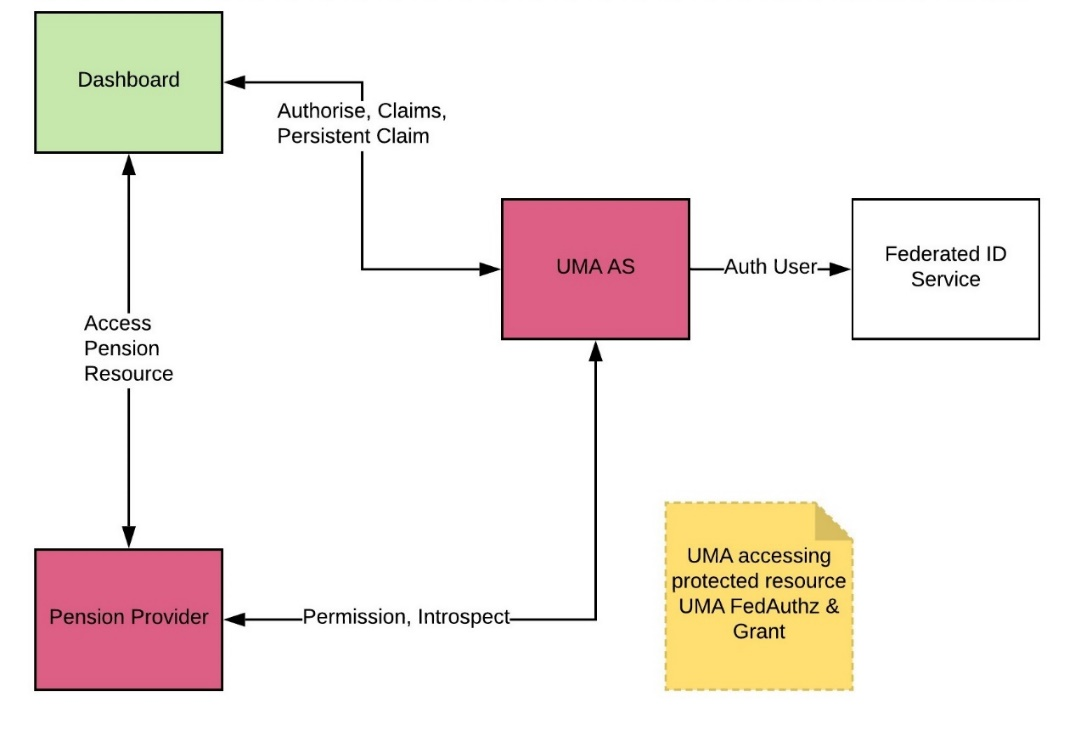 Dashboard
Authorise, Claims,
Persistent Claim
UMA AS
Auth User
Federated ID
Service
Access
Pension
Resource
Pension Provider
Permission, Introspect
UMA accessing
protected resource
UMA FedAuthz &
Grant